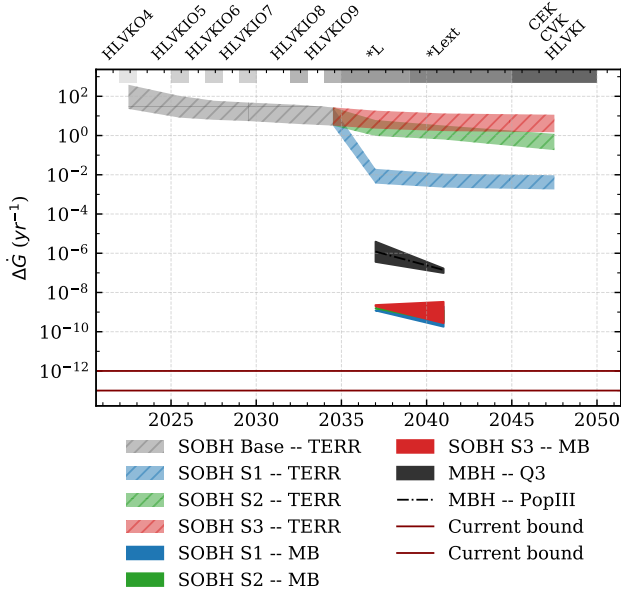 HLVKO4
HLVKIO5
HLVKIO6
HLVKIO7
HLVKIO8
HLVKIO9
*L
*Lext
CEK
CVK
HLVKI
10^2
10^0
10^−2
10^−4
10^−6
10^−8
10^−10
10^−12
ΔĠ (yr^−1)
2025
2030
2035
2040
2045
2050
SOBH Base -- TERR
SOBH S1 -- TERR
SOBH S2 -- TERR
SOBH S3 -- TERR
SOBH S1 -- MB
SOBH S2 -- MB
SOBH S3 -- MB
MBH -- Q3
MBH -- PopIII
Current bound
Current bound